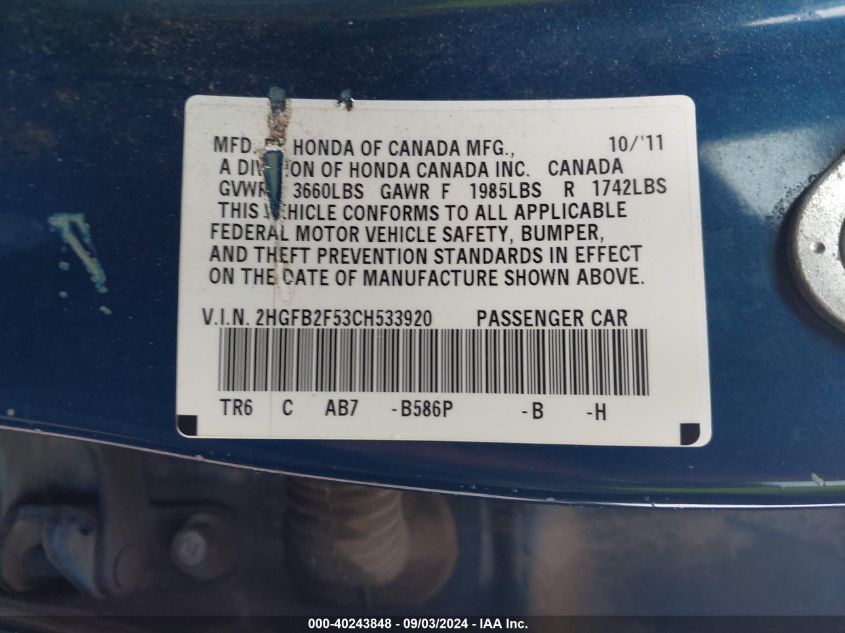 MFD. BY HONDA OF CANADA MFG., 10/'11
A DIVISION OF HONDA CANADA INC. CANADA
GVWR 3660LBS GAWR F 1985LBS R 1742LBS
THIS VEHICLE CONFORMS TO ALL APPLICABLE
FEDERAL MOTOR VEHICLE SAFETY, BUMPER,
AND THEFT PREVENTION STANDARDS IN EFFECT
ON THE DATE OF MANUFACTURE SHOWN ABOVE.
V.I.N. 2HGFB2F53CH533920 PASSENGER CAR
TR6 C AB7 -B586P -B -H
000-40243848 - 09/03/2024 - IAA Inc.